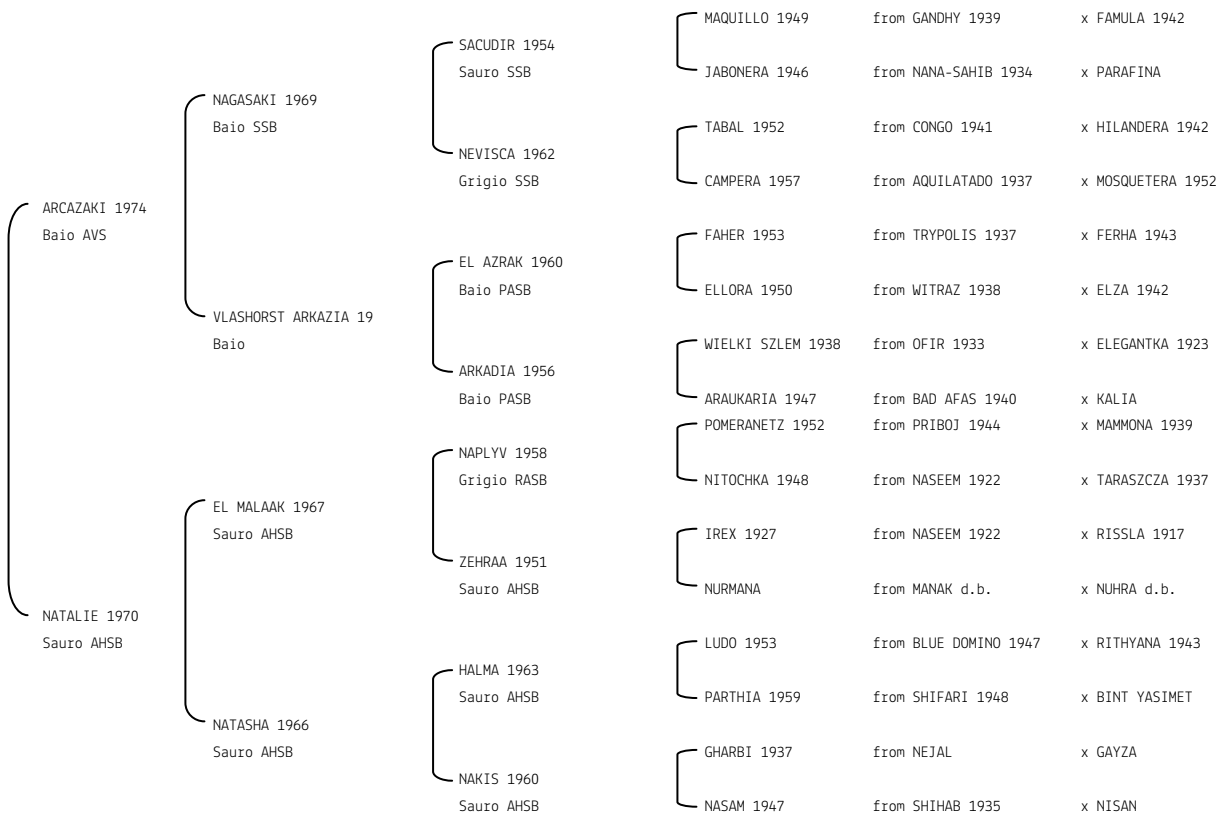 MAQUILLO 1949 from GANDHY 1939 x FAMULA 1942
SACUDIR 1954
Sauro SSB
JABONERA 1946 from NANA-SAHIB 1934 x PARAFINA
NAGASAKI 1969
Baio SSB
TABAL 1952 from CONGO 1941 x HILANDERA 1942
NEVISCA 1962
Grigio SSB
CAMPERA 1957 from AQUILATADO 1937 x MOSQUETERA 1952
ARCAZAKI 1974
Baio AVS
FAHER 1953 from TRYPOLIS 1937 x FERHA 1943
EL AZRAK 1960
Baio PASB
ELLORA 1950 from WITRAZ 1938 x ELZA 1942
VLASHORST ARKAZIA 19
Baio
WIELKI SZLEM 1938 from OFIR 1933 x ELEGANTKA 1923
ARKADIA 1956
Baio PASB
ARAUKARIA 1947 from BAD AFAS 1940 x KALIA
POMERANETZ 1952 from PRIBOJ 1944 x MAMMONA 1939
NAPLYV 1958
Grigio RASB
NITOCHKA 1948 from NASEEM 1922 x TARASZCZA 1937
EL MALAAK 1967
Sauro AHSB
IREX 1927 from NASEEM 1922 x RISSLA 1917
ZEHRAA 1951
Sauro AHSB
NURMANA from MANAK d.b. x NUHRA d.b.
NATALIE 1970
Sauro AHSB
LUDO 1953 from BLUE DOMINO 1947 x RITHYANA 1943
HALMA 1963
Sauro AHSB
PARTHIA 1959 from SHIFARI 1948 x BINT YASIMET
NATASHA 1966
Sauro AHSB
GHARBI 1937 from NEJAL x GAYZA
NAKIS 1960
Sauro AHSB
NASAM 1947 from SHIHAB 1935 x NISAN